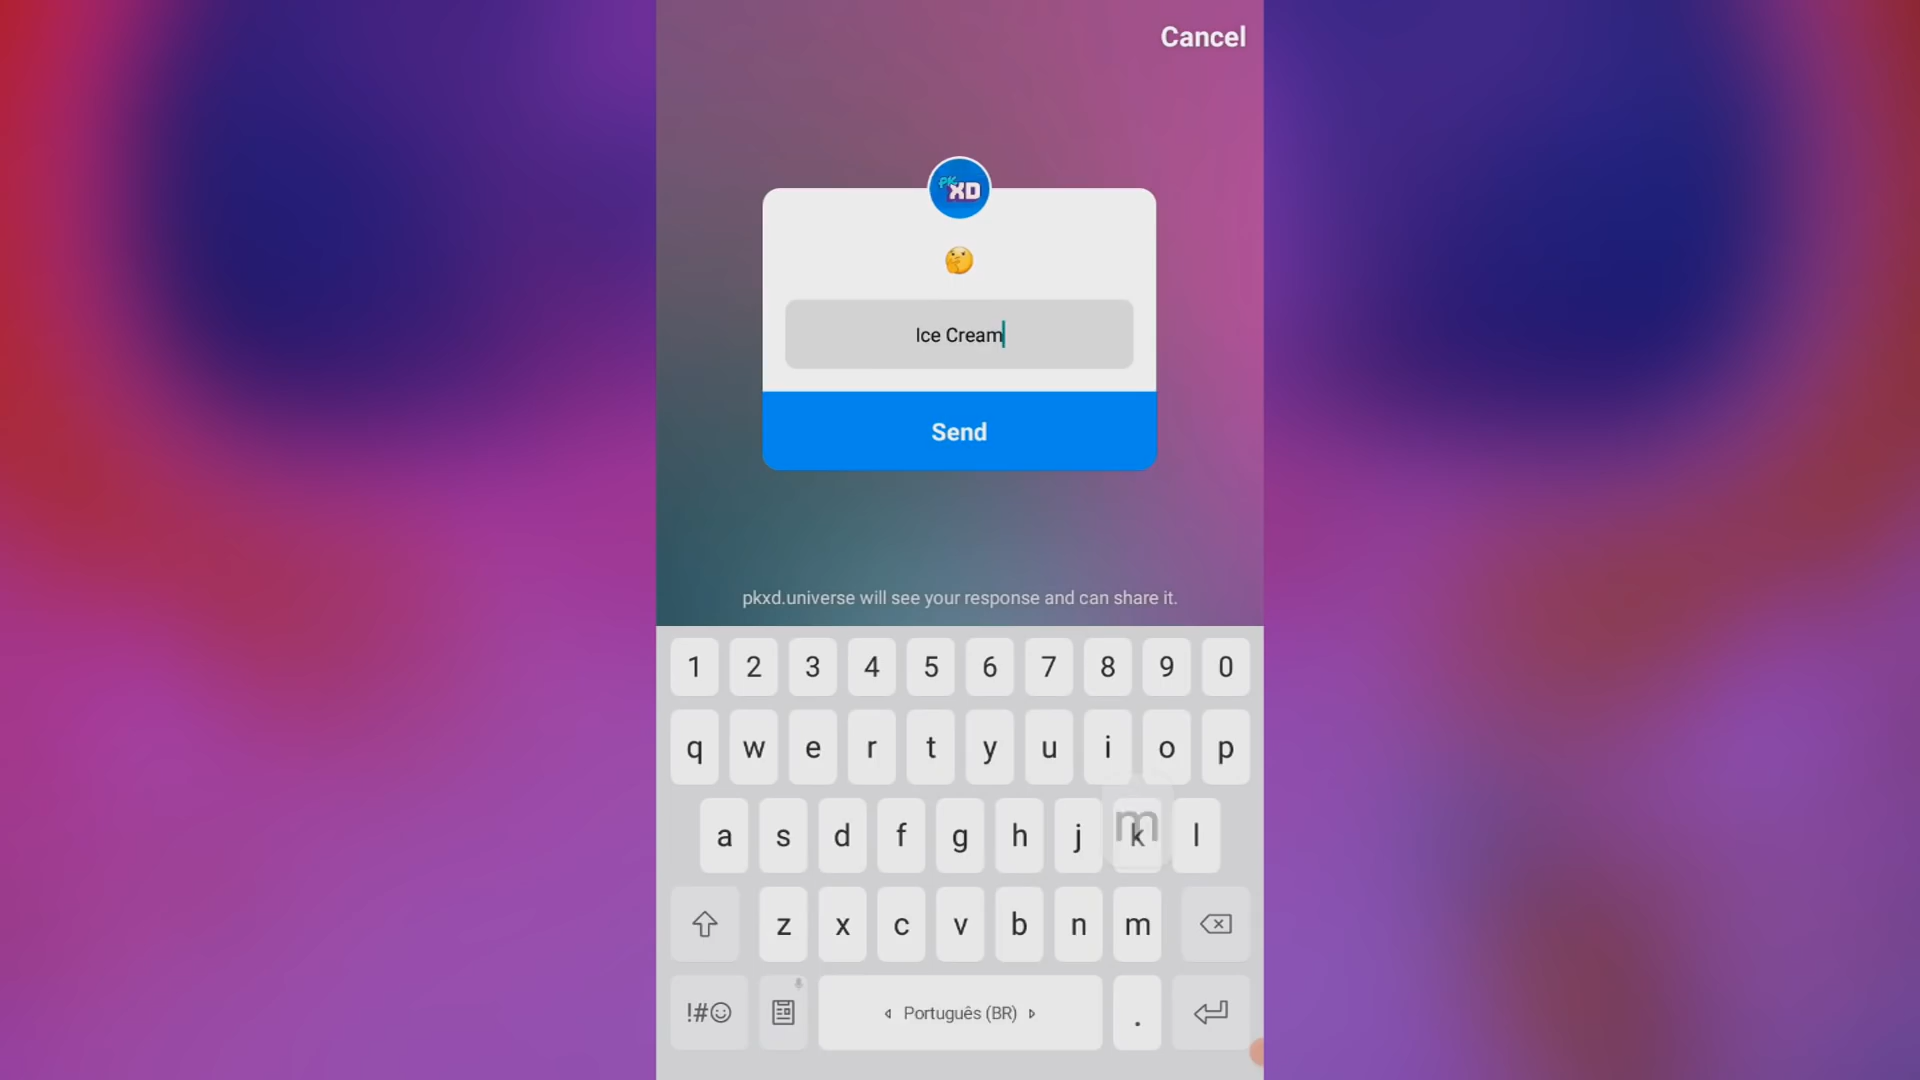 Cancel
PK
XD
🤔
Ice Cream
Send
pkxd.universe will see your response and can share it.
1 2 3 4 5 6 7 8 9 0
q w e r t y u i o p
a s d f g h j k l
m
z x c v b n m
!#☺ Português (BR) .